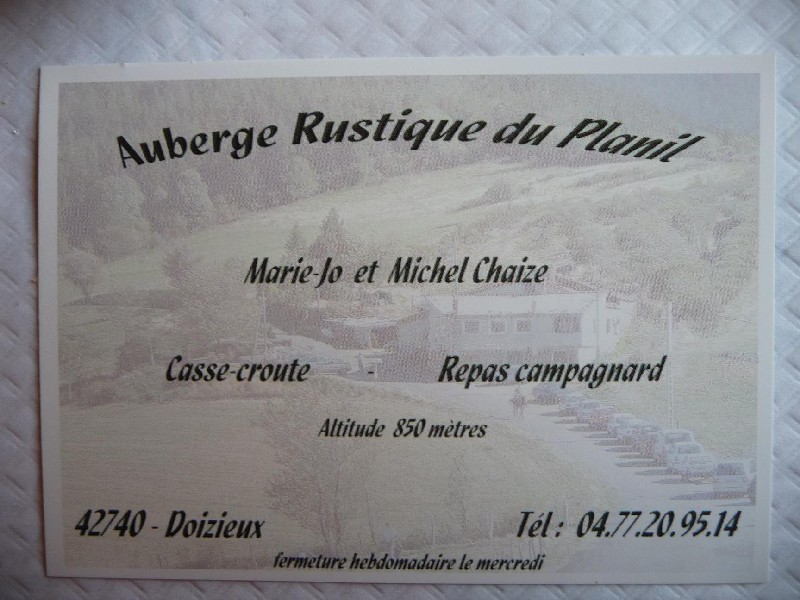 Auberge Rustique du Planil
Marie-Jo et Michel Chaize
Casse-croute - Repas campagnard
Altitude 850 mètres
42740 - Doizieux Tél : 04.77.20.95.14
fermeture hebdomadaire le mercredi